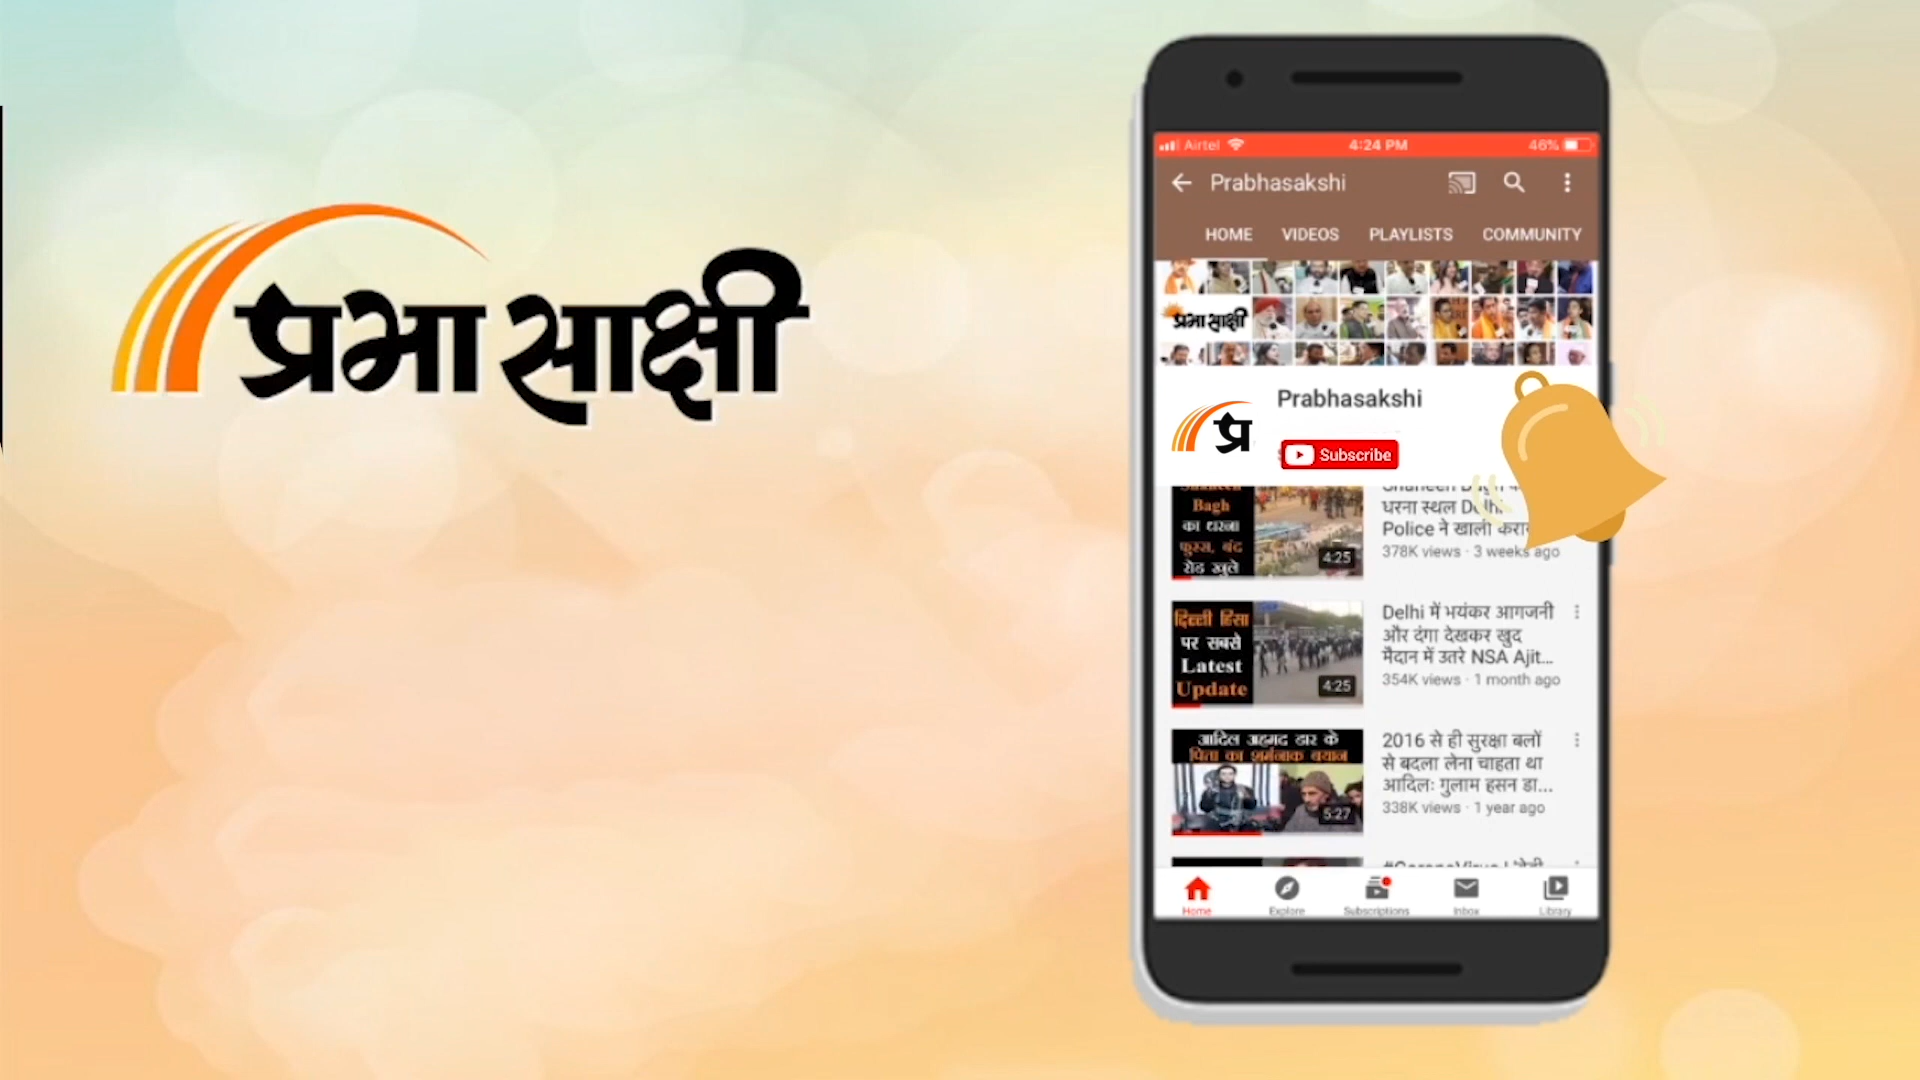 प्रभा साक्षी
Airtel 4:24 PM 46%
Prabhasakshi
HOME VIDEOS PLAYLISTS COMMUNITY
प्रभा साक्षी
Prabhasakshi
प्र
Subscribe
Bagh
का धरना
फुस्स, बंद
रोड खुले
4:25
धरना स्थल
Police ने खाली
378K views · 3 weeks ago
दिल्ली हिंसा
पर सबसे
Latest
Update
4:25
Delhi में भयंकर आगजनी
और दंगा देखकर खुद
मैदान में उतरे NSA Ajit...
354K views · 1 month ago
आदिल अहमद डार के
पिता का शर्मनाक बयान
5:27
2016 से ही सुरक्षा बलों
से बदला लेना चाहता था
आदिलः गुलाम हसन डा...
338K views · 1 year ago
Home Explore Subscriptions Inbox Library